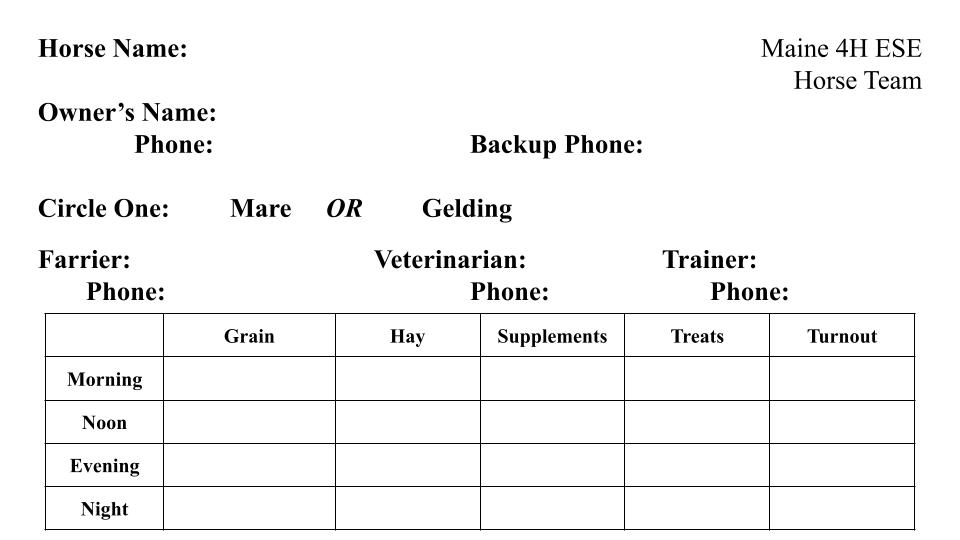 Horse Name:
Maine 4H ESE
Horse Team
Owner’s Name:
Phone: Backup Phone:
Circle One: Mare OR Gelding
Farrier: Veterinarian: Trainer:
Phone: Phone: Phone:
Grain Hay Supplements Treats Turnout
Morning
Noon
Evening
Night